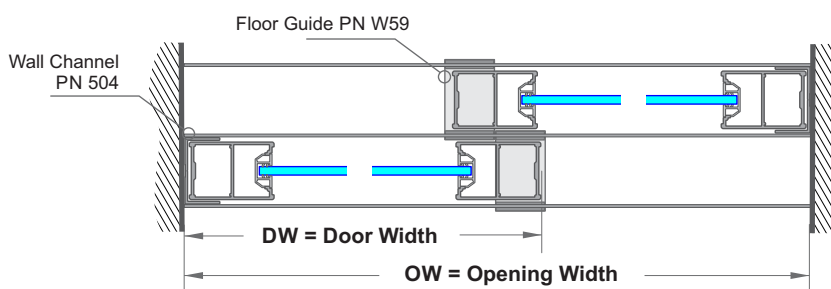 Floor Guide PN W59
Wall Channel
PN 504
DW = Door Width
OW = Opening Width